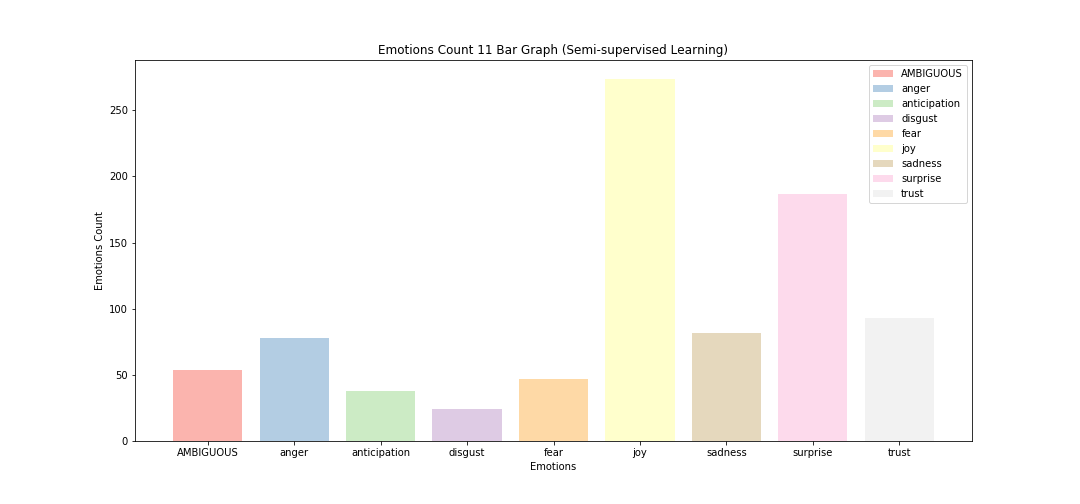 Emotions Count 11 Bar Graph (Semi-supervised Learning)
AMBIGUOUS
anger
anticipation
disgust
fear
joy
sadness
surprise
trust
Emotions Count
250
200
150
100
50
0
AMBIGUOUS anger anticipation disgust fear joy sadness surprise trust
Emotions